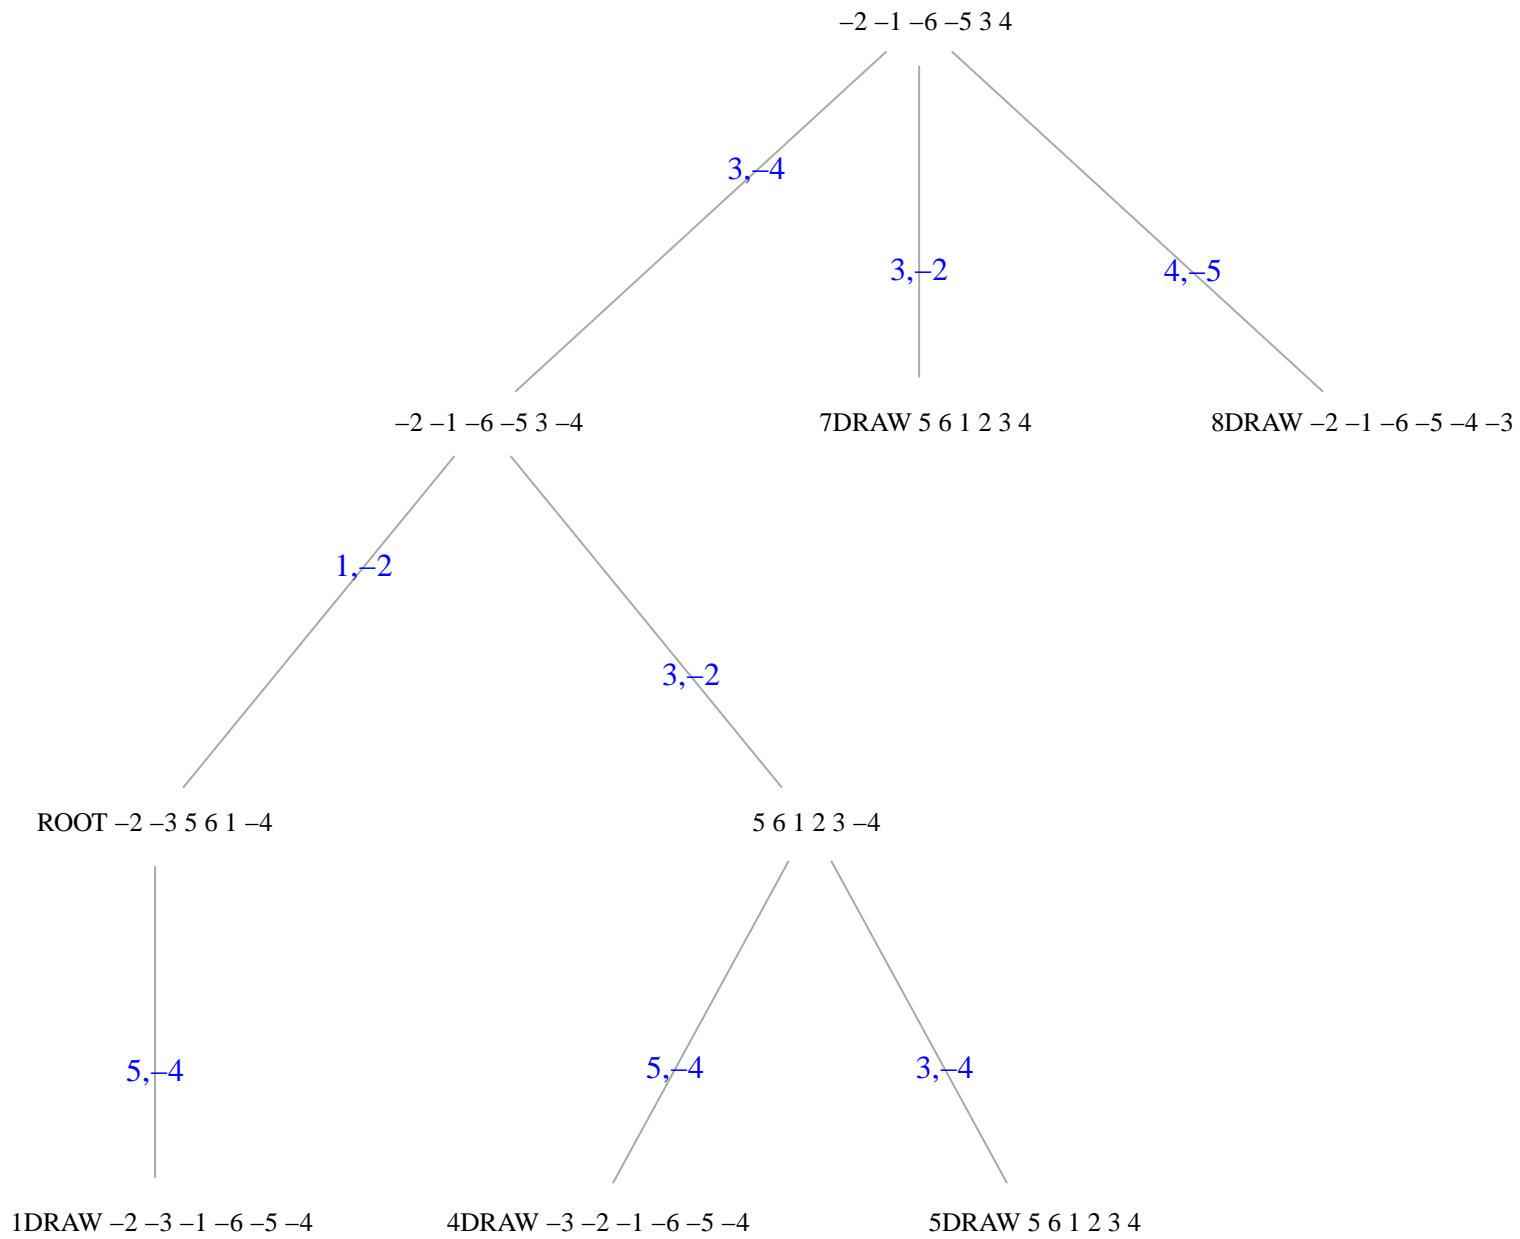 –2 –1 –6 –5 3 4
3,–4
3,–2
4,–5
–2 –1 –6 –5 3 –4
7DRAW 5 6 1 2 3 4
8DRAW –2 –1 –6 –5 –4 –3
1,–2
3,–2
ROOT –2 –3 5 6 1 –4
5 6 1 2 3 –4
5,–4
5,–4
3,–4
1DRAW –2 –3 –1 –6 –5 –4
4DRAW –3 –2 –1 –6 –5 –4
5DRAW 5 6 1 2 3 4